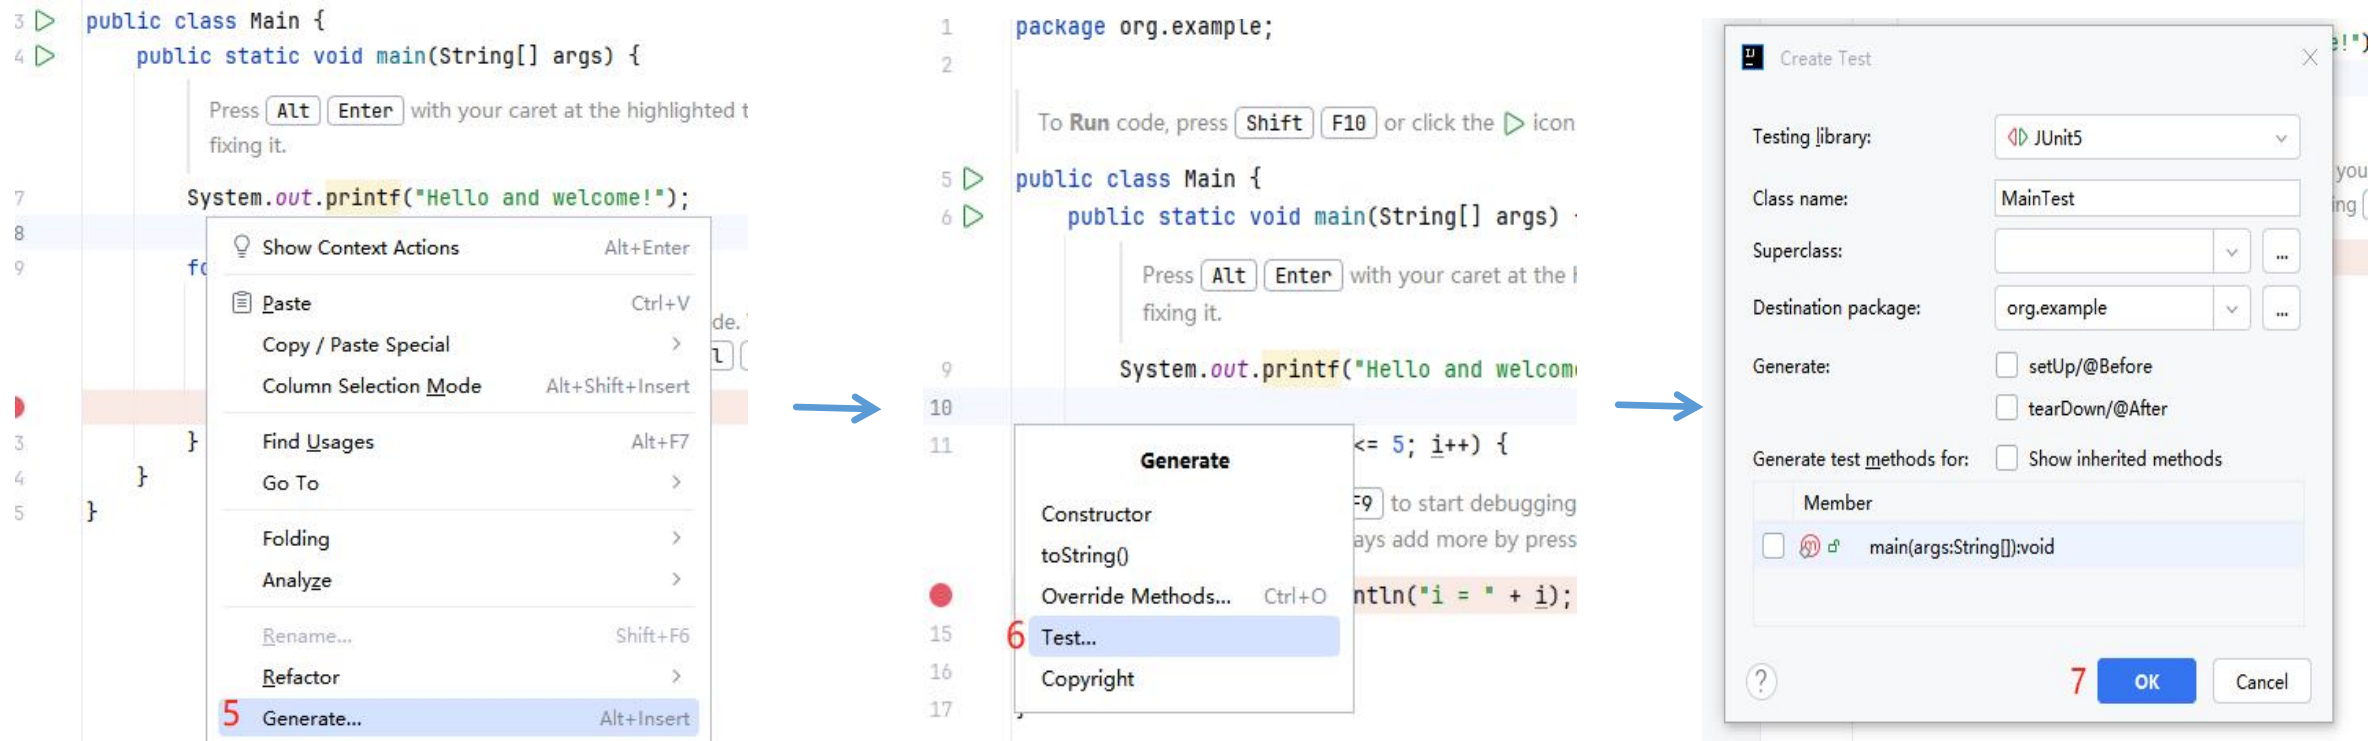 3 public class Main {
4 public static void main(String[] args) {
Press Alt Enter with your caret at the highlighted t
fixing it.
7 System.out.printf("Hello and welcome!");
8
9 fo
Show Context Actions Alt+Enter
Paste Ctrl+V
de.
Copy / Paste Special
l
Column Selection Mode Alt+Shift+Insert
3 }
Find Usages Alt+F7
4 }
Go To
5 }
Folding
Analyze
Rename... Shift+F6
Refactor
5 Generate... Alt+Insert
1 package org.example;
2
To Run code, press Shift F10 or click the icon
5 public class Main {
6 public static void main(String[] args)
Press Alt Enter with your caret at the
fixing it.
9 System.out.printf("Hello and welcom
10
11 <= 5; i++) {
Generate
Constructor
F9 to start debugging
toString()
ays add more by press
Override Methods... Ctrl+O
ntln("i = " + i);
15
6 Test...
16
Copyright
17 }
Create Test
e!")
Testing library: JUnit5
you
Class name: MainTest
ing
Superclass: ...
Destination package: org.example ...
Generate: setUp/@Before
tearDown/@After
Generate test methods for: Show inherited methods
Member
m main(args:String[]):void
? 7 OK Cancel